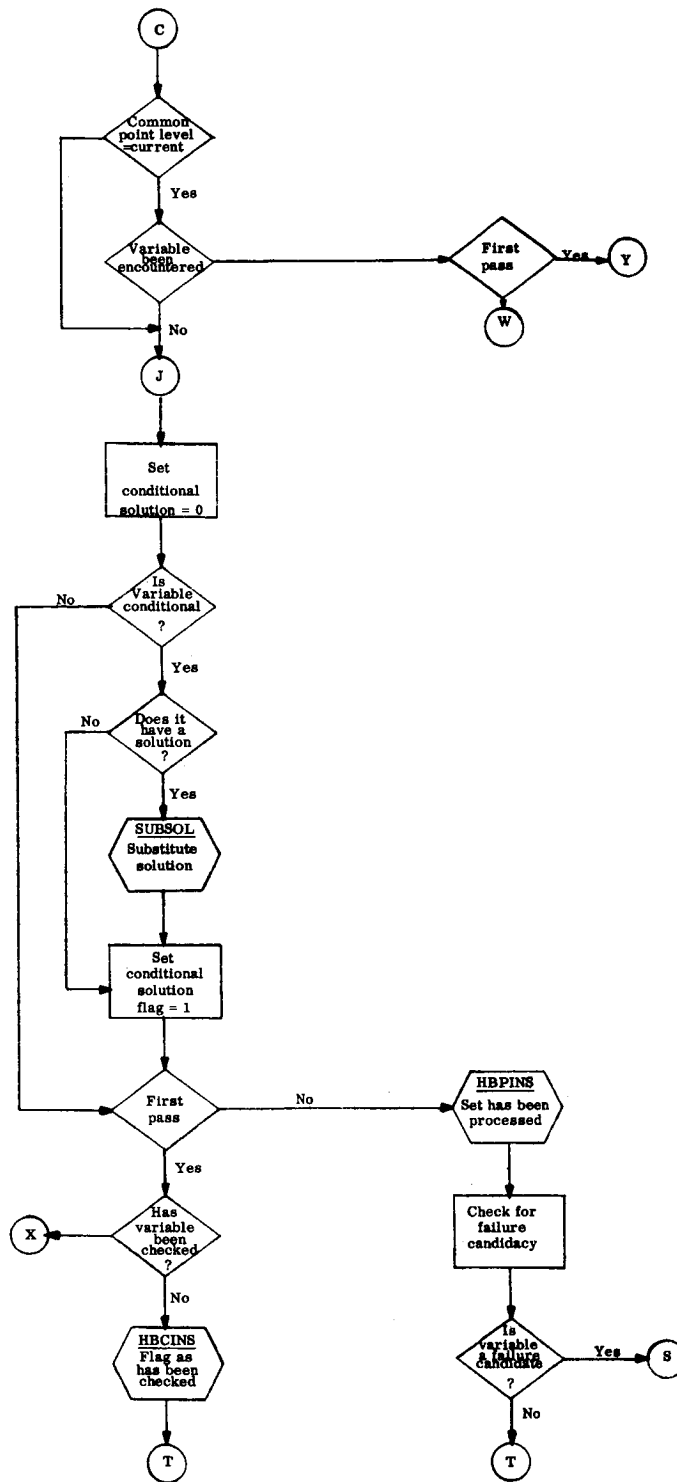 C
Common
point level
=current
Yes
Variable
been
encountered
First
pass
Yes
Y
W
No
J
Set
conditional
solution = 0
Is
Variable
conditional
?
No
Yes
Does it
have a
solution
?
No
Yes
SUBSOL
Substitute
solution
Set
conditional
solution
flag = 1
First
pass
No
HBPINS
Set has been
processed
Yes
Check for
failure
candidacy
Has
variable
been
checked
?
X
No
HBCINS
Flag as
has been
checked
T
Is
variable
a failure
candidate
?
Yes
S
No
T